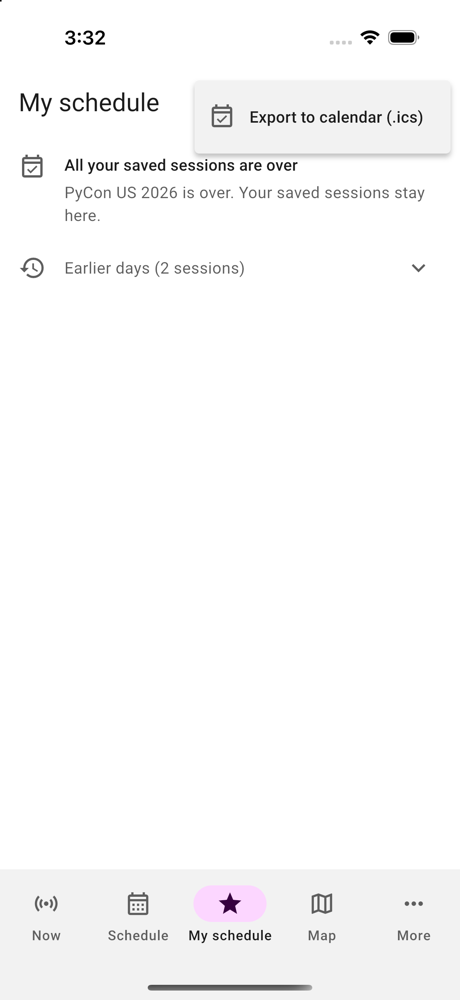 3:32
My schedule
Export to calendar (.ics)
All your saved sessions are over
PyCon US 2026 is over. Your saved sessions stay
here.
Earlier days (2 sessions)
Now
Schedule
My schedule
Map
More